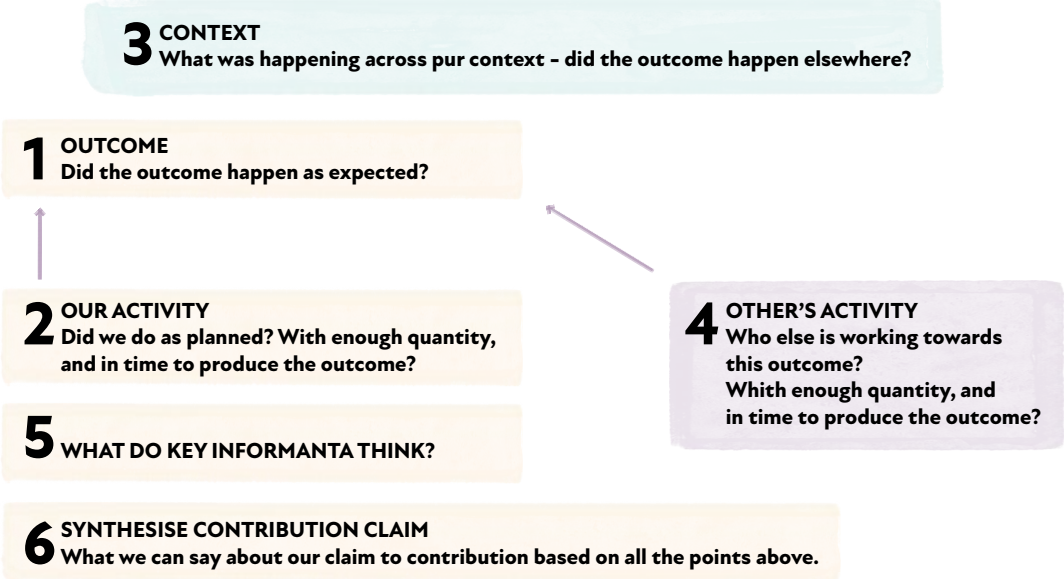 3 CONTEXT
What was happening across pur context – did the outcome happen elsewhere?
1 OUTCOME
Did the outcome happen as expected?
2 OUR ACTIVITY
Did we do as planned? With enough quantity,
and in time to produce the outcome?
4 OTHER'S ACTIVITY
Who else is working towards
this outcome?
Whith enough quantity, and
in time to produce the outcome?
5 WHAT DO KEY INFORMANTA THINK?
6 SYNTHESISE CONTRIBUTION CLAIM
What we can say about our claim to contribution based on all the points above.